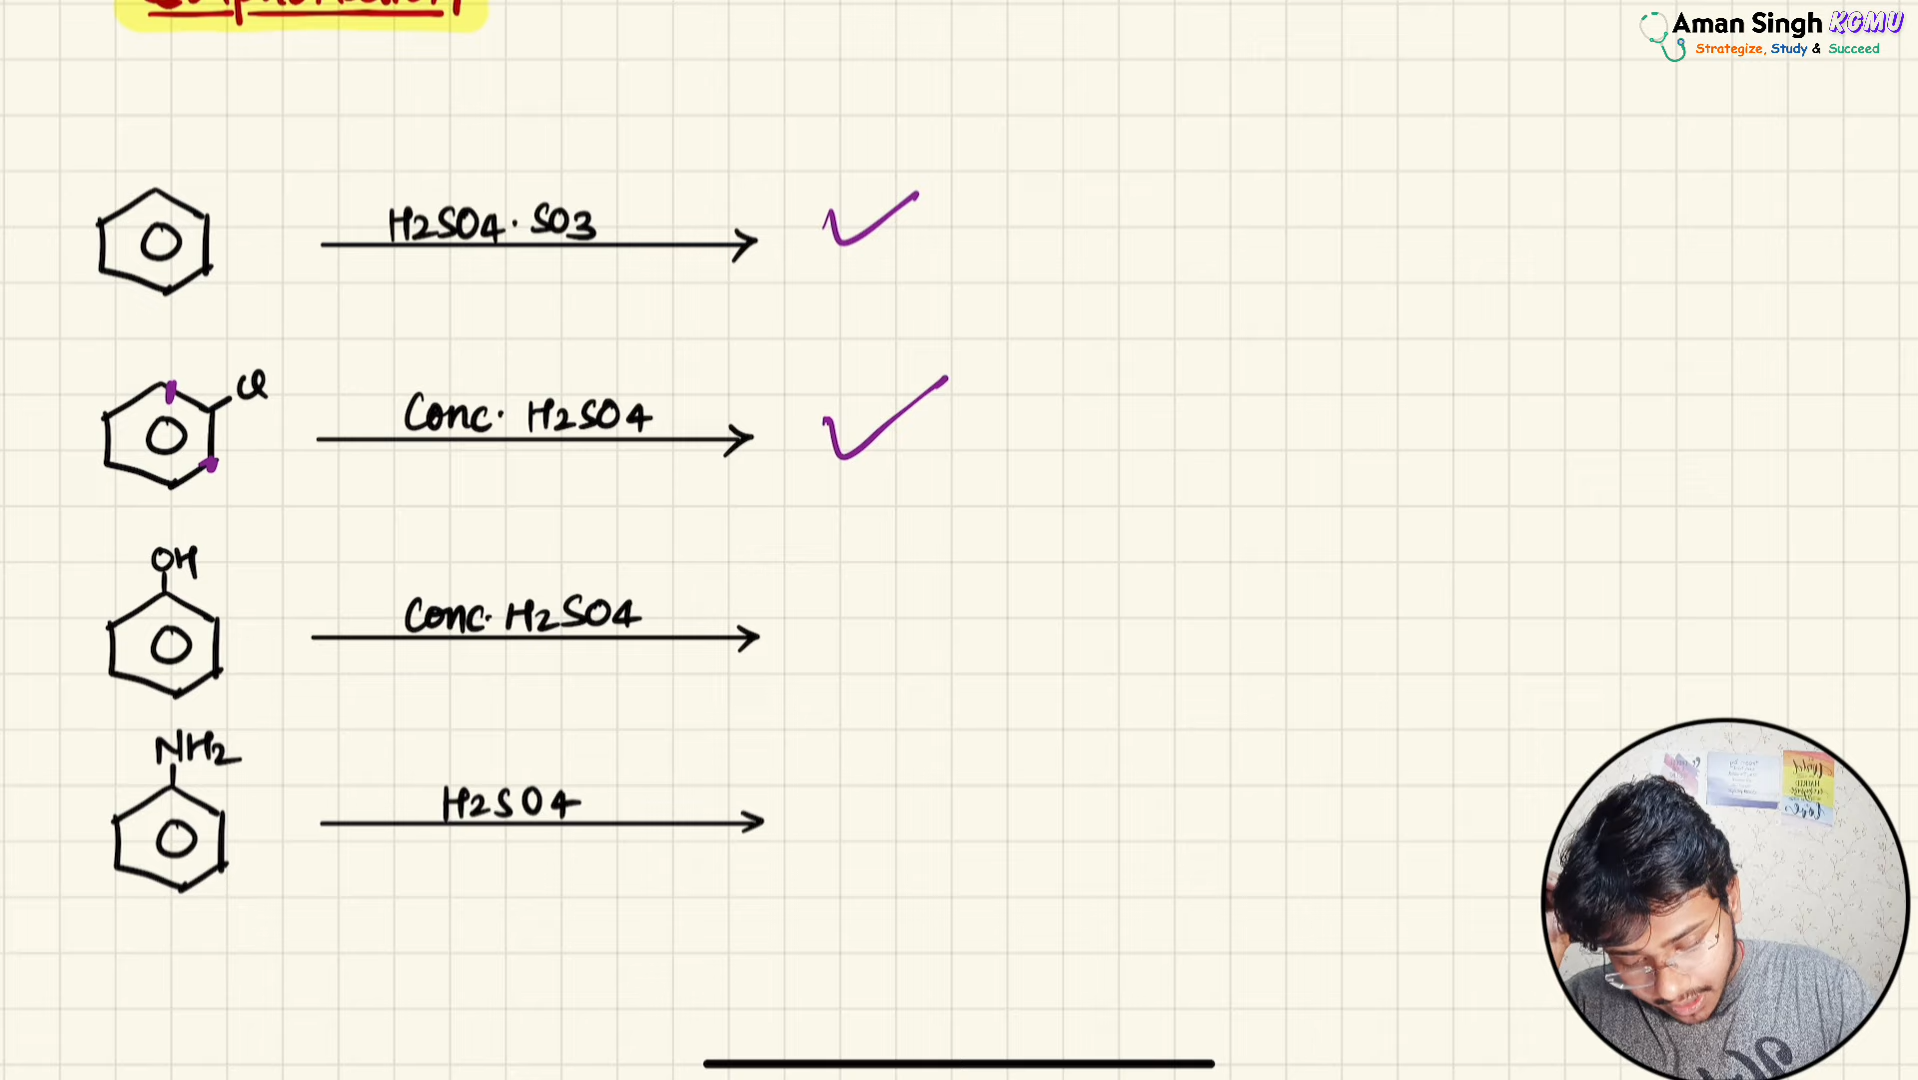 Aman Singh KGMU
Strategize, Study & Succeed
H2SO4 · SO3
Cl
Conc. H2SO4
OH
Conc. H2SO4
NH2
H2SO4